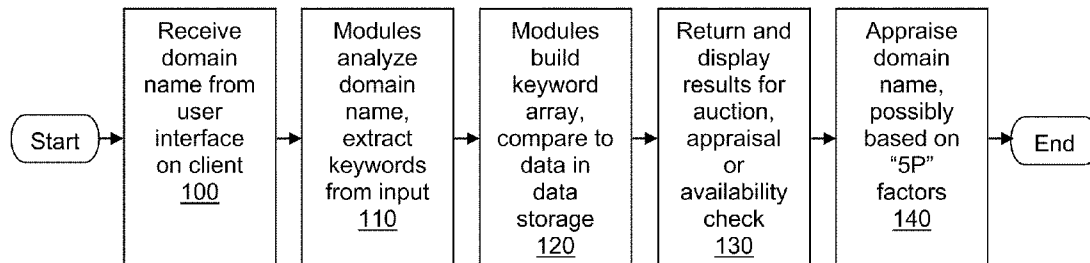 Start
Receive
domain
name from
user
interface
on client
100
Modules
analyze
domain
name,
extract
keywords
from input
110
Modules
build
keyword
array,
compare to
data in
data
storage
120
Return and
display
results for
auction,
appraisal
or
availability
check
130
Appraise
domain
name,
possibly
based on
“5P”
factors
140
End